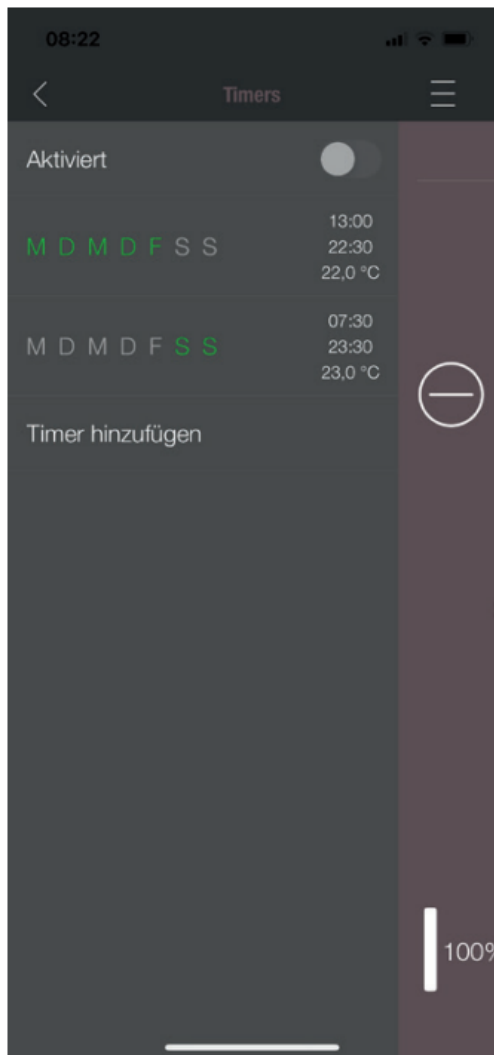 08:22
Timers
Aktiviert
M D M D F S S
13:00
22:30
22,0 °C
M D M D F S S
07:30
23:30
23,0 °C
Timer hinzufügen
100%